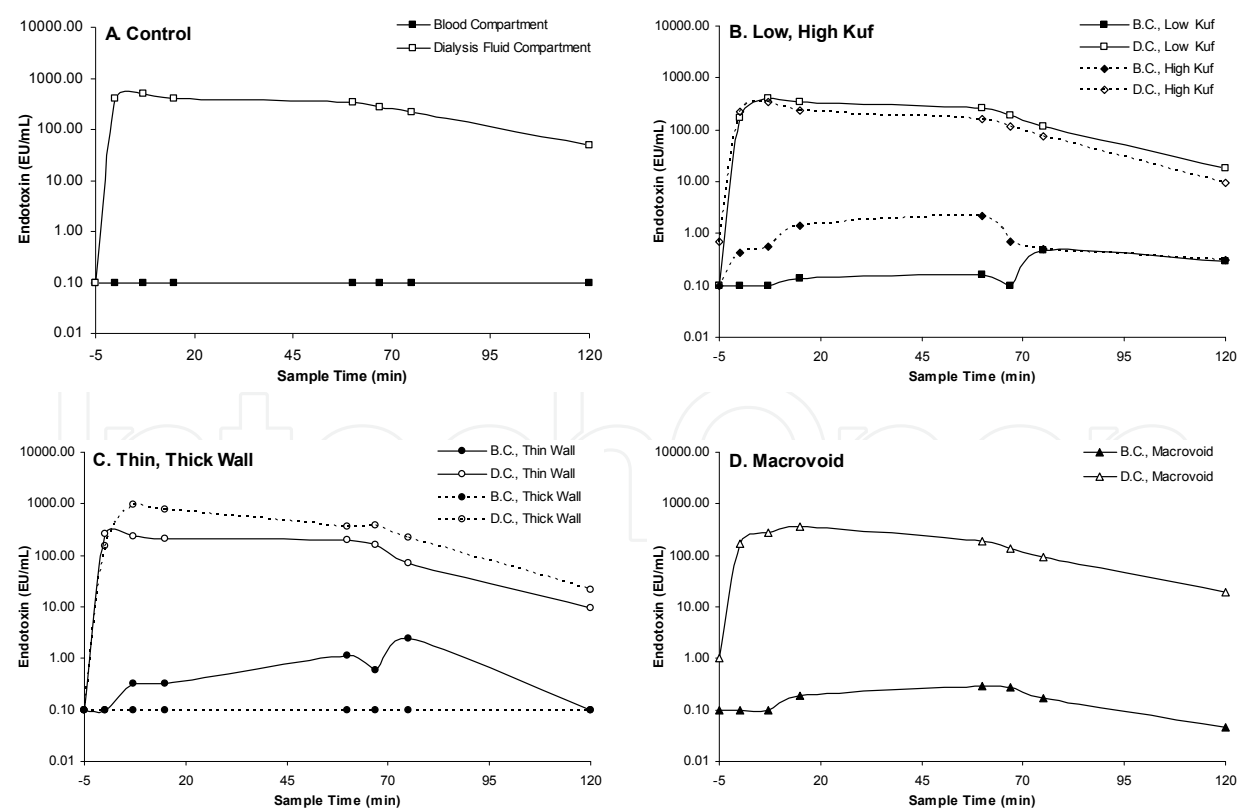 A. Control
Blood Compartment
Dialysis Fluid Compartment
10000.00
1000.00
100.00
10.00
1.00
0.10
0.01
Endotoxin (EU/mL)
-5 20 45 70 95 120
Sample Time (min)
B. Low, High Kuf
B.C., Low Kuf
D.C., Low Kuf
B.C., High Kuf
D.C., High Kuf
10000.00
1000.00
100.00
10.00
1.00
0.10
0.01
Endotoxin (EU/mL)
-5 20 45 70 95 120
Sample Time (min)
IntechOpen
C. Thin, Thick Wall
B.C., Thin Wall
D.C., Thin Wall
B.C., Thick Wall
D.C., Thick Wall
10000.00
1000.00
100.00
10.00
1.00
0.10
0.01
Endotoxin (EU/mL)
-5 20 45 70 95 120
Sample Time (min)
D. Macrovoid
B.C., Macrovoid
D.C., Macrovoid
10000.00
1000.00
100.00
10.00
1.00
0.10
0.01
Endotoxin (EU/mL)
-5 20 45 70 95 120
Sample Time (min)